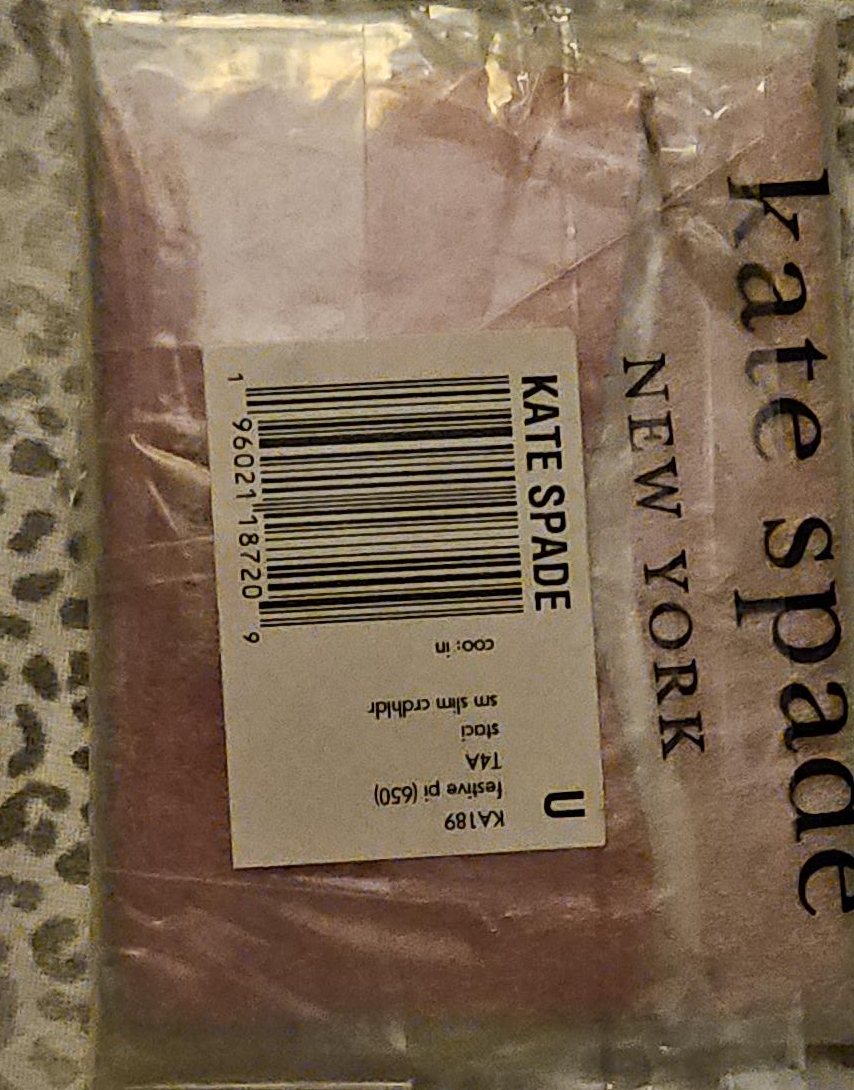 kate spade
NEW YORK
KATE SPADE
1 96021 18720 9
U
KA189
festive pi (650)
T4A
staci
sm slim crdhldr
coo: in